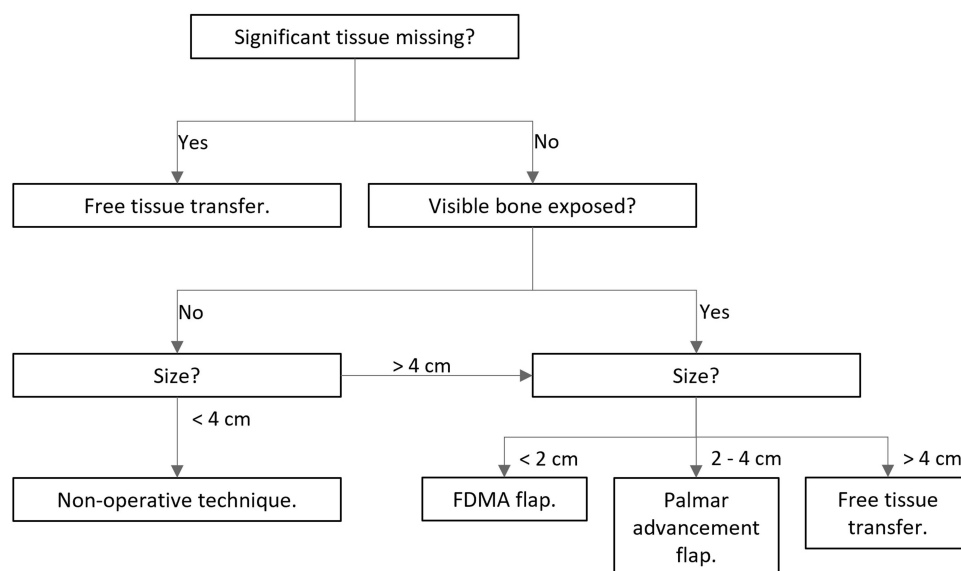 Significant tissue missing?
Yes
No
Free tissue transfer.
Visible bone exposed?
No
Yes
Size?
> 4 cm
Size?
< 4 cm
< 2 cm
2 - 4 cm
> 4 cm
Non-operative technique.
FDMA flap.
Palmar
advancement
flap.
Free tissue
transfer.